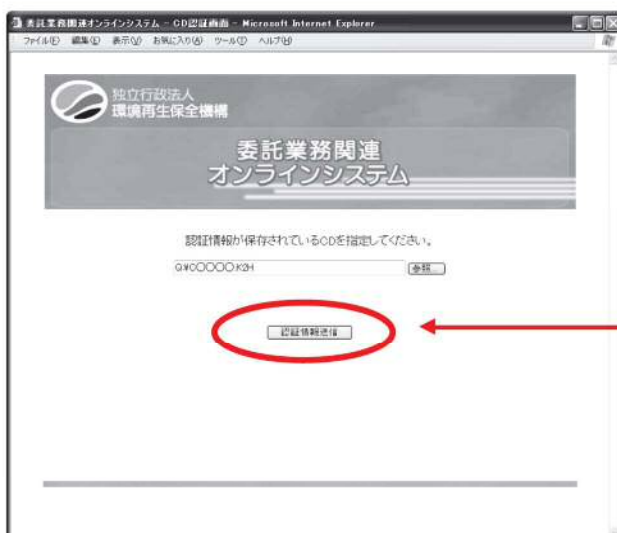 委託業務関連オンラインシステム - CD認証画面 - Microsoft Internet Explorer
ファイル(F) 編集(E) 表示(V) お気に入り(A) ツール(T) ヘルプ(H)
独立行政法人
環境再生保全機構
委託業務関連
オンラインシステム
認証情報が保存されているCDを指定してください。
Q:¥C〇〇〇〇.K2H
参照...
認証情報送信